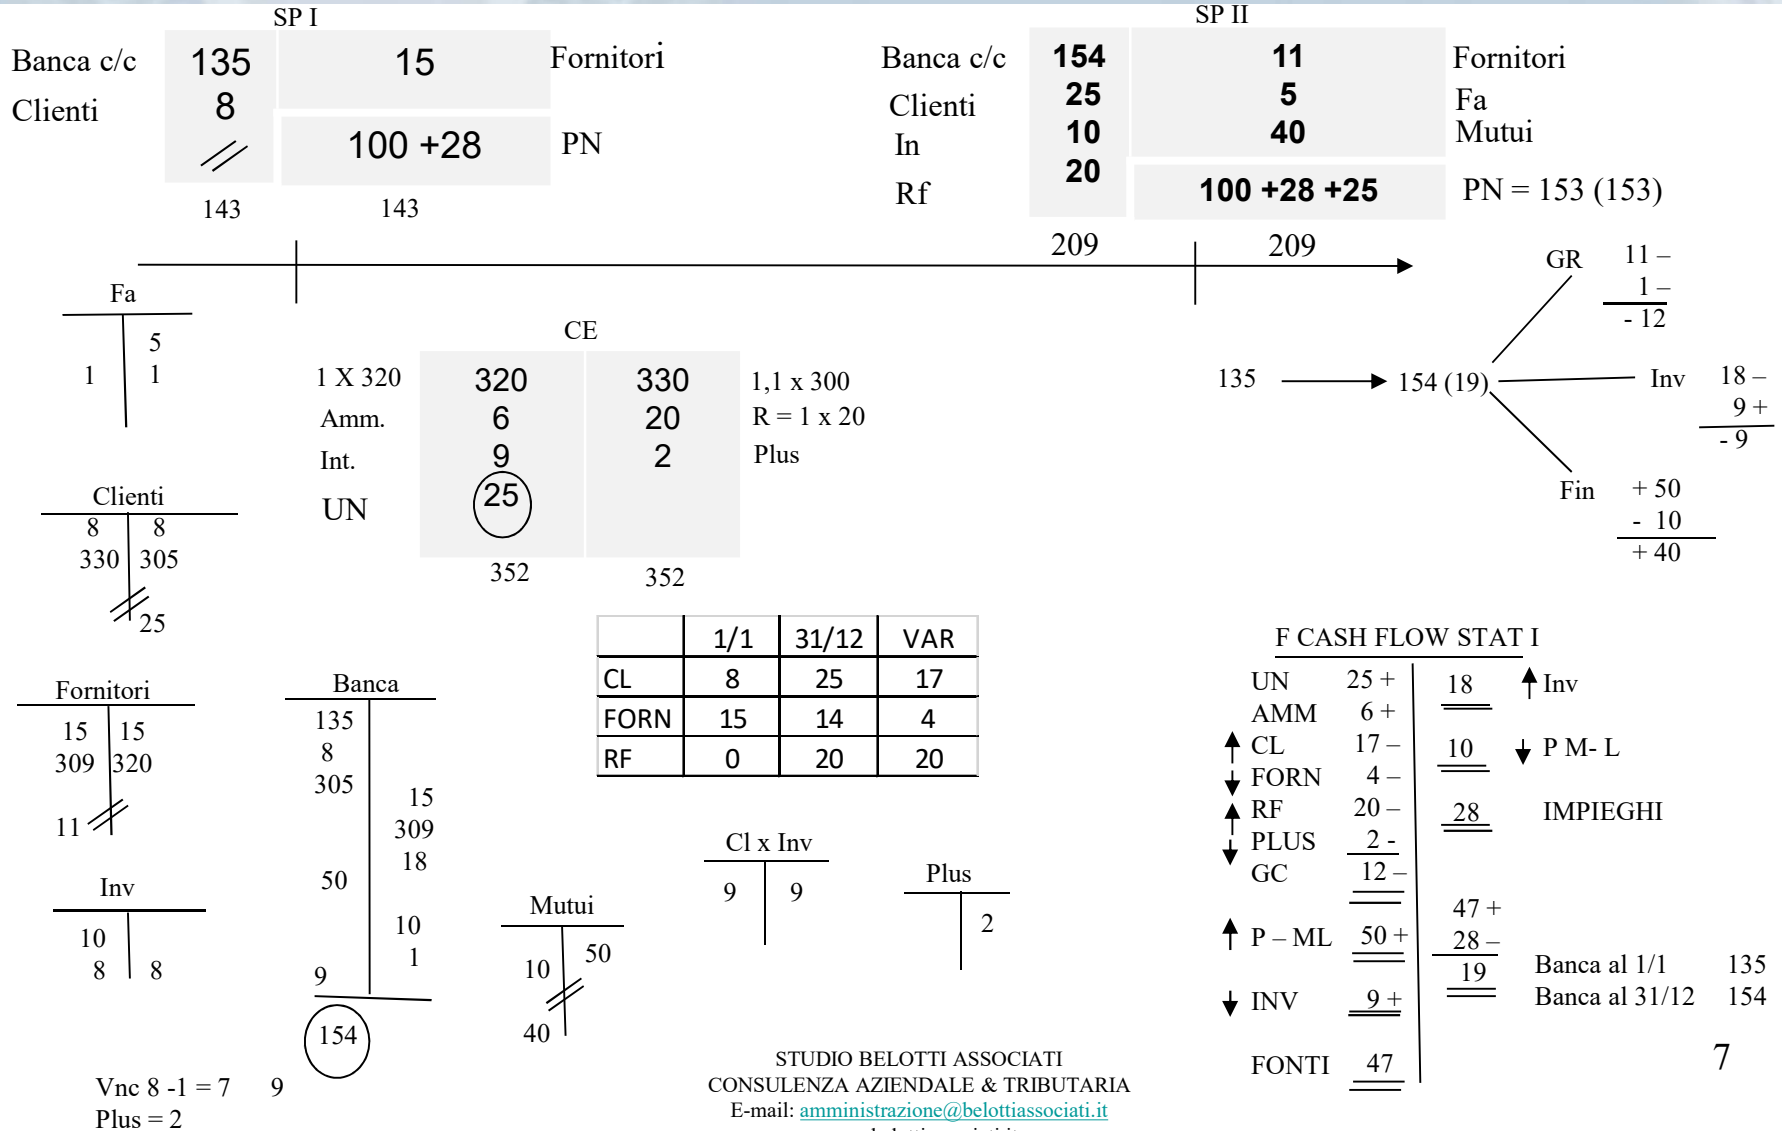 SP I
Banca c/c 135 15 Fornitori
Clienti 8
100 +28 PN
143 143
SP II
Banca c/c 154 11 Fornitori
Clienti 25 5 Fa
In 10 40 Mutui
Rf 20 100 +28 +25 PN = 153 (153)
209 209
Fa
5
1 1
CE
1 X 320 320 330 1,1 x 300
Amm. 6 20 R = 1 x 20
Int. 9 2 Plus
UN 25
352 352
135 154 (19)
GR 11 –
1 –
- 12
Inv 18 –
9 +
- 9
Fin + 50
- 10
+ 40
Clienti
8 8
330 305
25
Fornitori
15 15
309 320
11
Inv
10
8 8
Vnc 8 -1 = 7 9
Plus = 2
Banca
135
8
305
15
309
18
50
10
1
9
154
1/1 31/12 VAR
CL 8 25 17
FORN 15 14 4
RF 0 20 20
Mutui
50
10
40
Cl x Inv
9 9
Plus
2
F CASH FLOW STAT I
UN 25 + 18 Inv
AMM 6 +
CL 17 – 10 P M- L
FORN 4 –
RF 20 – 28 IMPIEGHI
PLUS 2 -
GC 12 –
47 +
P – ML 50 + 28 –
19 Banca al 1/1 135
INV 9 + Banca al 31/12 154
FONTI 47
STUDIO BELOTTI ASSOCIATI
CONSULENZA AZIENDALE & TRIBUTARIA
E-mail: amministrazione@belottiassociati.it
7